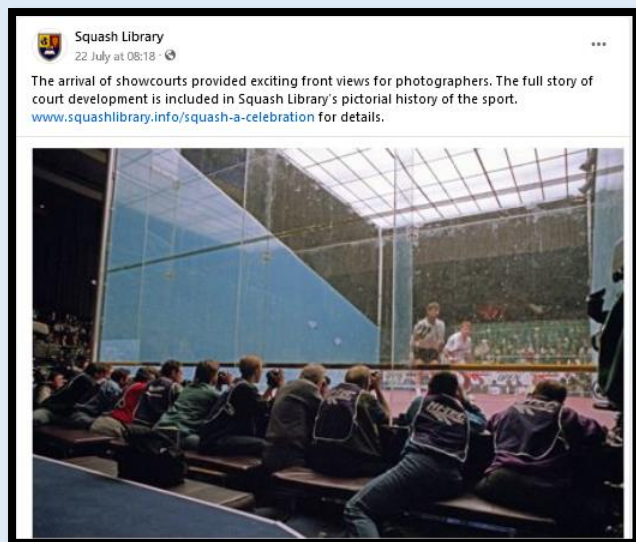 Squash Library
22 July at 08:18 ·
The arrival of showcourts provided exciting front views for photographers. The full story of
court development is included in Squash Library's pictorial history of the sport.
www.squashlibrary.info/squash-a-celebration for details.